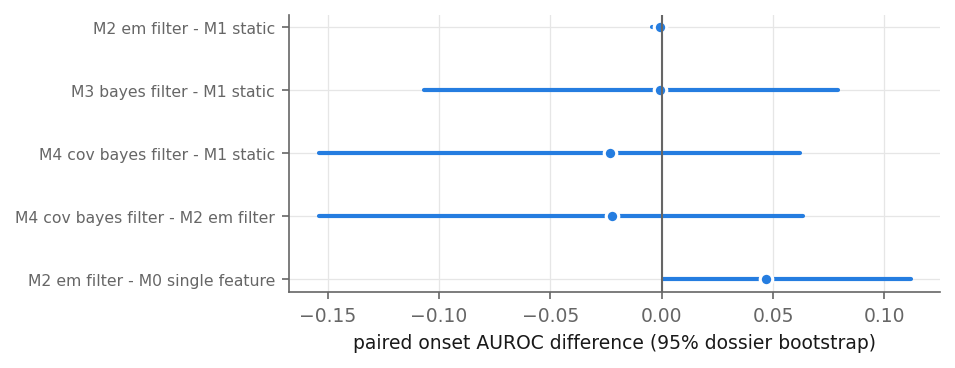 M2 em filter - M1 static
M3 bayes filter - M1 static
M4 cov bayes filter - M1 static
M4 cov bayes filter - M2 em filter
M2 em filter - M0 single feature
−0.15 −0.10 −0.05 0.00 0.05 0.10
paired onset AUROC difference (95% dossier bootstrap)